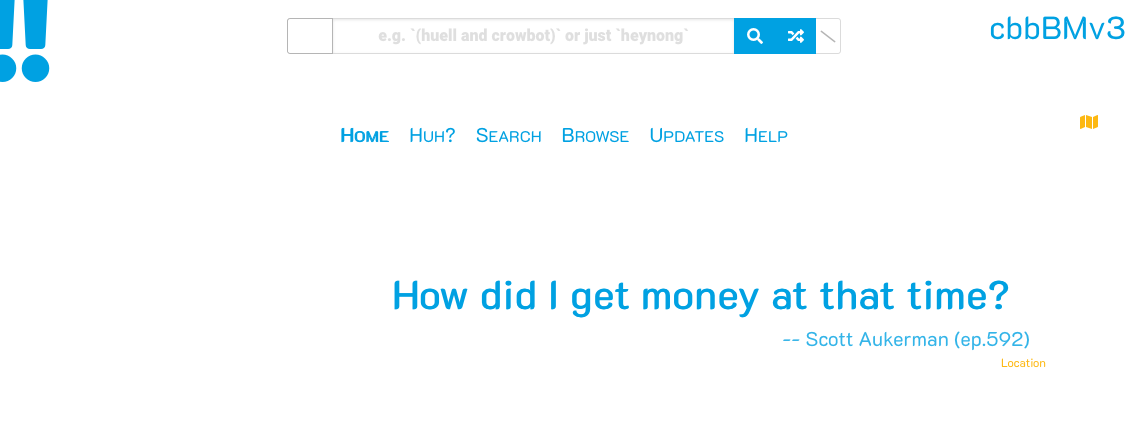 !!
e.g. `(huell and crowbot)` or just `heynong`
cbbBMv3
Home Huh? Search Browse Updates Help
How did I get money at that time?
-- Scott Aukerman (ep.592)
Location